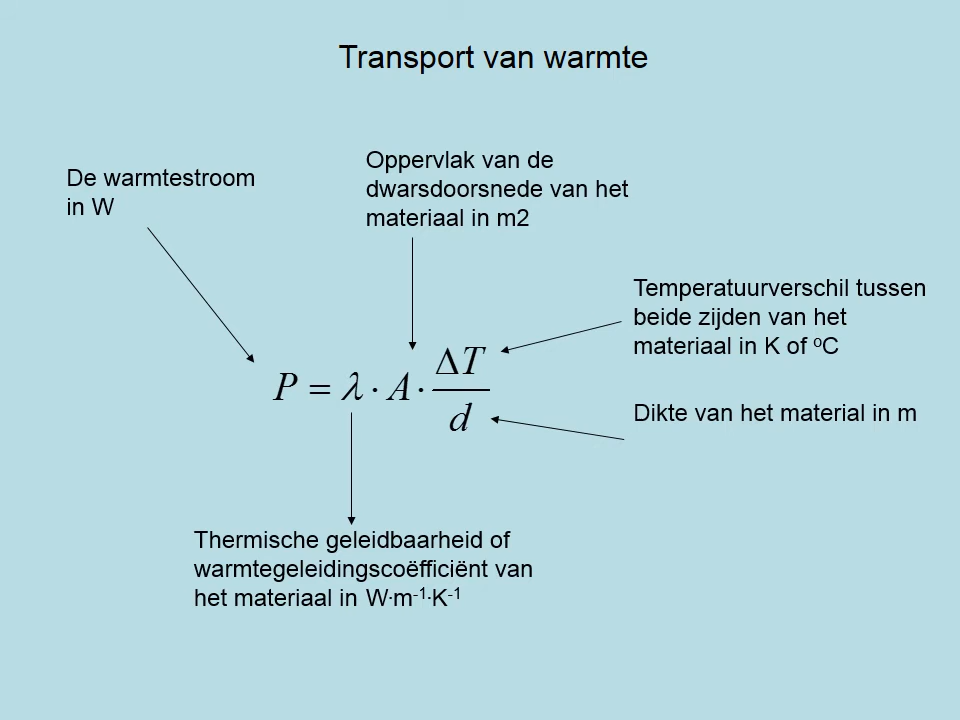 Transport van warmte
De warmtestroom
in W
Oppervlak van de
dwarsdoorsnede van het
materiaal in m2
Temperatuurverschil tussen
beide zijden van het
materiaal in K of ºC
P = λ · A · ΔT / d
Dikte van het material in m
Thermische geleidbaarheid of
warmtegeleidingscoëfficiënt van
het materiaal in W·m⁻¹·K⁻¹